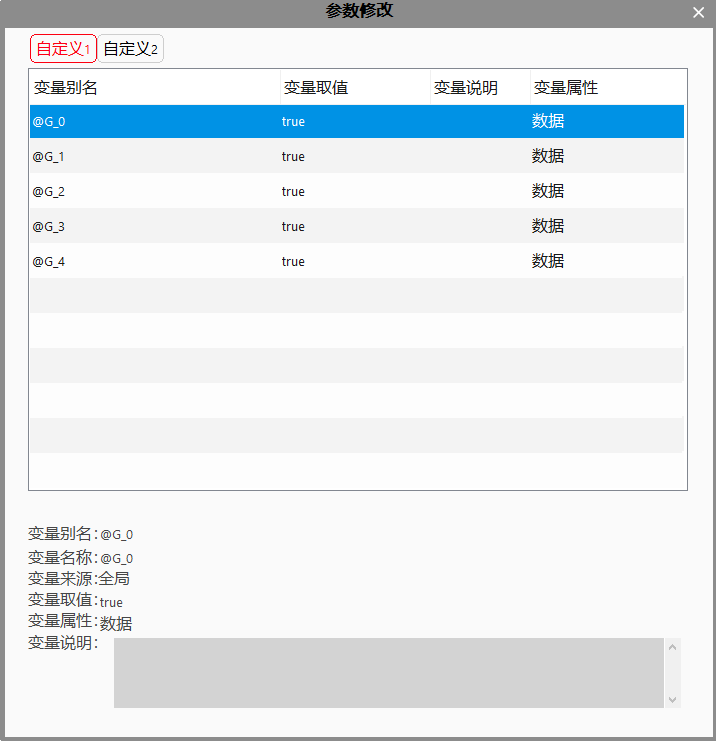 参数修改
自定义1 自定义2
变量别名 变量取值 变量说明 变量属性
@G_0 true 数据
@G_1 true 数据
@G_2 true 数据
@G_3 true 数据
@G_4 true 数据
变量别名：@G_0
变量名称：@G_0
变量来源：全局
变量取值：true
变量属性：数据
变量说明：